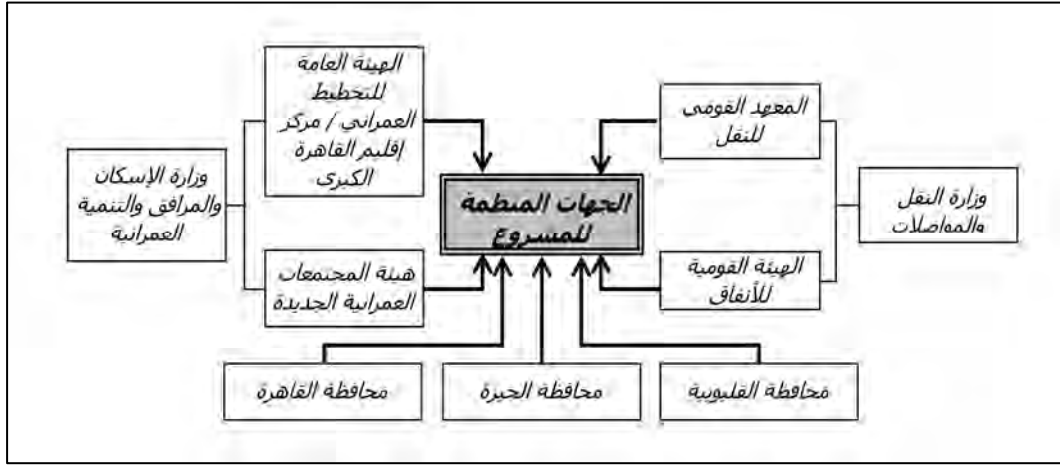 الهيئة العامة
للتخطيط
العمراني / مركز
إقليم القاهرة
الكبرى
المعهد القومى
للنقل
وزارة الإسكان
والمرافق والتنمية
العمرانية
الجهات المنظمة
للمشروع
وزارة النقل
والمواصلات
هيئة المجتمعات
العمرانية الجديدة
الهيئة القومية
للأنفاق
محافظة القاهرة
محافظة الجيزة
محافظة القليوبية